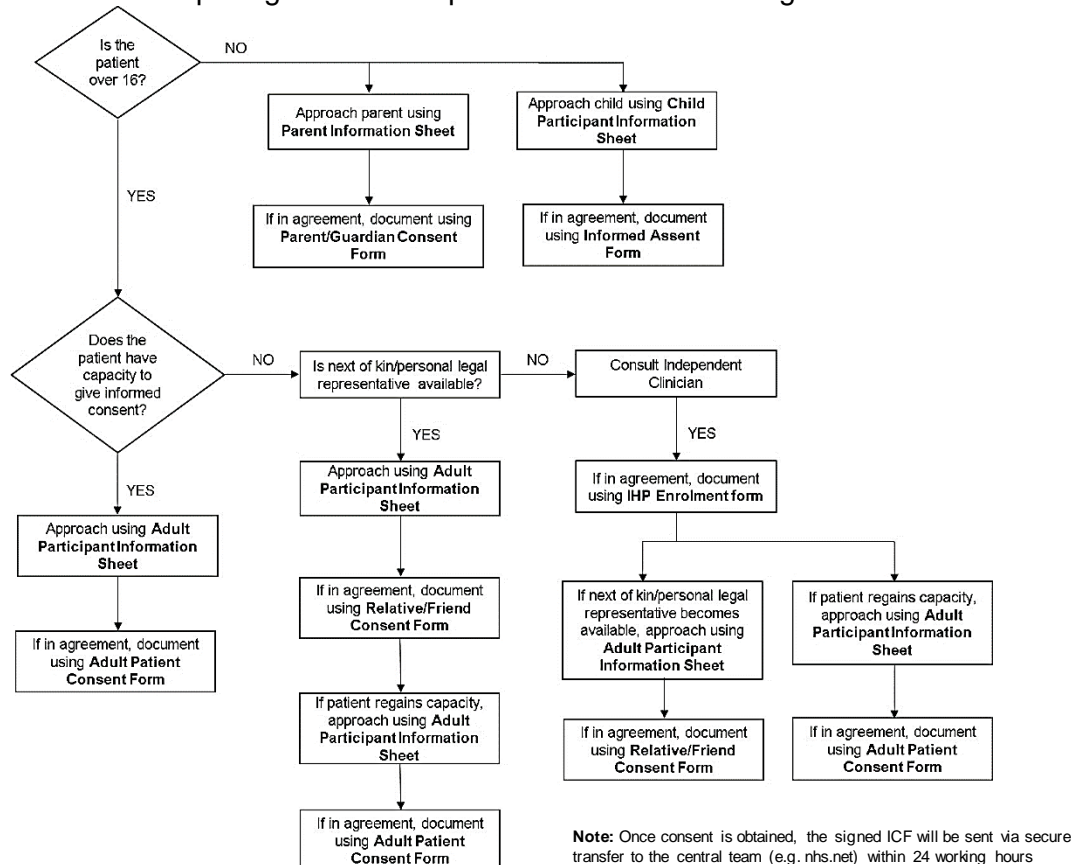 Is the
patient
over 16?
NO
Approach parent using
Parent Information Sheet
Approach child using Child
Participant Information
Sheet
YES
If in agreement, document using
Parent/Guardian Consent
Form
If in agreement, document
using Informed Assent
Form
Does the
patient have
capacity to
give informed
consent?
NO
Is next of kin/personal legal
representative available?
NO
Consult Independent
Clinician
YES
Approach using Adult
Participant Information
Sheet
If in agreement, document
using Adult Patient
Consent Form
YES
Approach using Adult
Participant Information
Sheet
If in agreement, document
using Relative/Friend
Consent Form
If patient regains capacity,
approach using Adult
Participant Information
Sheet
If in agreement, document
using Adult Patient
Consent Form
YES
If in agreement, document
using IHP Enrolment form
If next of kin/personal legal
representative becomes
available, approach using
Adult Participant
Information Sheet
If in agreement, document
using Relative/Friend
Consent Form
If patient regains capacity,
approach using Adult
Participant Information
Sheet
If in agreement, document
using Adult Patient
Consent Form
Note: Once consent is obtained, the signed ICF will be sent via secure
transfer to the central team (e.g. nhs.net) within 24 working hours